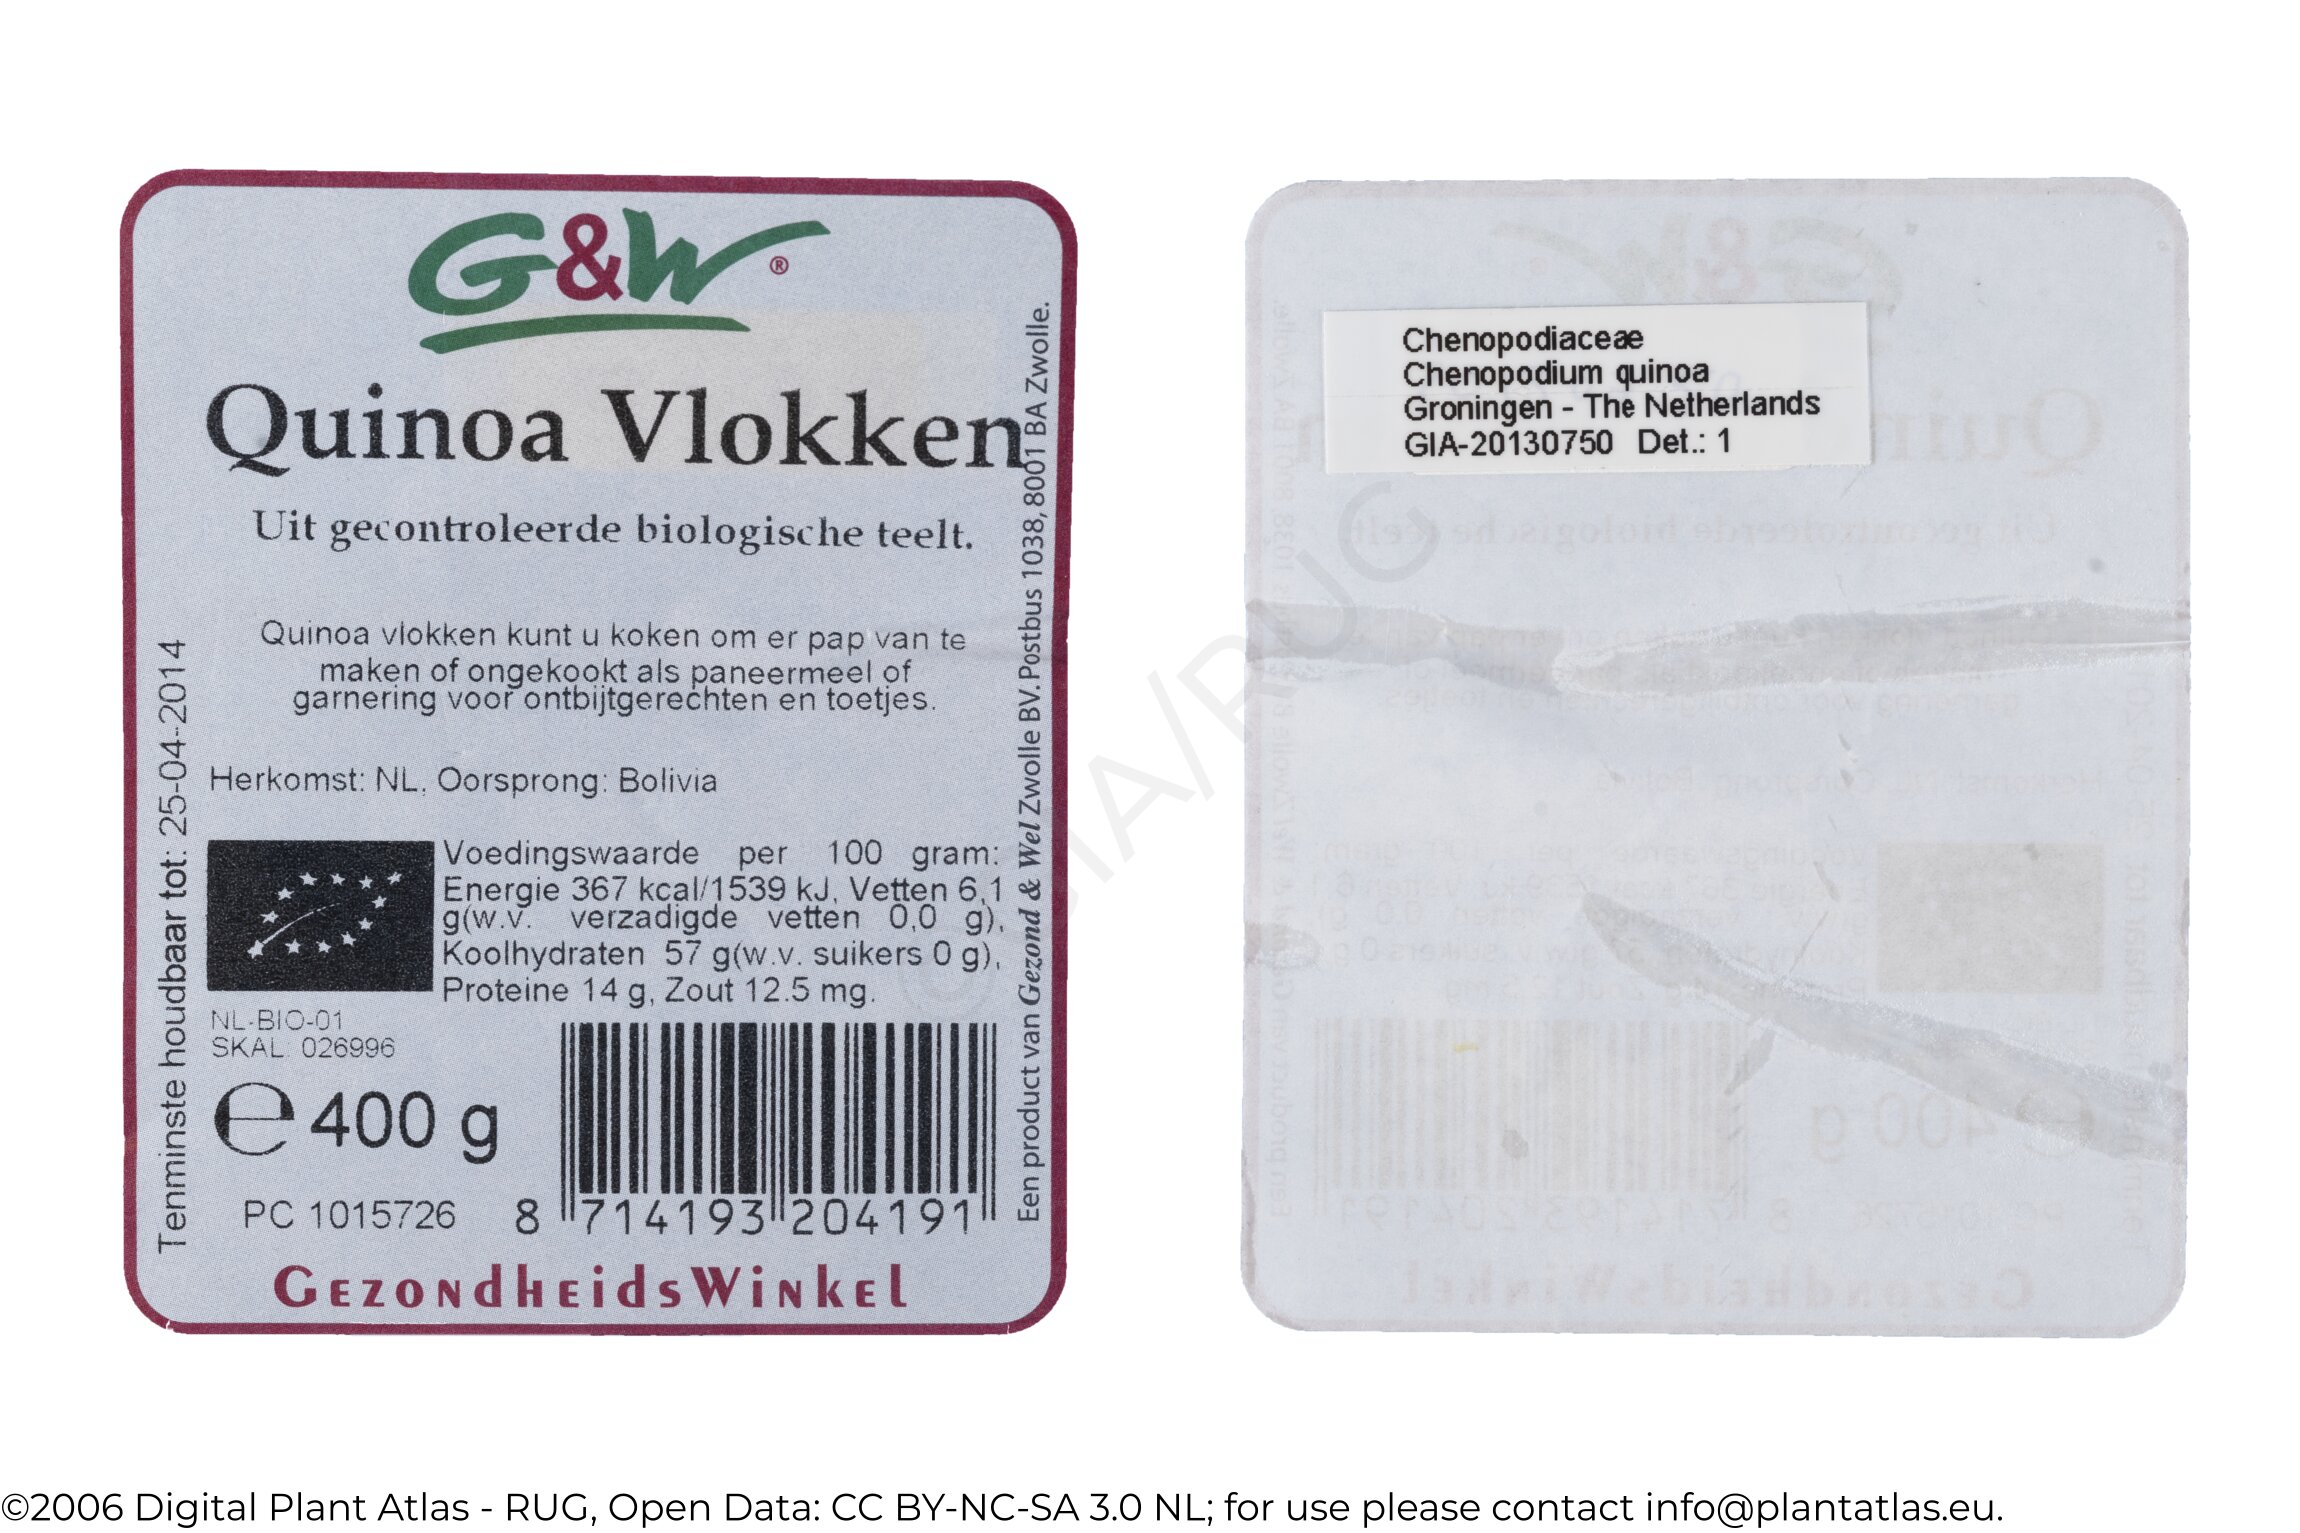 G&W®
Quinoa Vlokken
Uit gecontroleerde biologische teelt.
Quinoa vlokken kunt u koken om er pap van te
maken of ongekookt als paneermeel of
garnering voor ontbijtgerechten en toetjes.
Herkomst: NL, Oorsprong: Bolivia
Voedingswaarde per 100 gram:
Energie 367 kcal/1539 kJ, Vetten 6,1
g(w.v. verzadigde vetten 0,0 g),
Koolhydraten 57 g(w.v. suikers 0 g),
Proteine 14 g, Zout 12.5 mg.
NL-BIO-01
SKAL: 026996
℮ 400 g
PC 1015726
8 714193 204191
GezondheidsWinkel
Tenminste houdbaar tot: 25-04-2014
Een product van Gezond & Wel Zwolle BV. Postbus 1038, 8001 BA Zwolle.
Chenopodiaceae
Chenopodium quinoa
Groningen - The Netherlands
GIA-20130750 Det.: 1
©GIA/RUG
©2006 Digital Plant Atlas - RUG, Open Data: CC BY-NC-SA 3.0 NL; for use please contact info@plantatlas.eu.